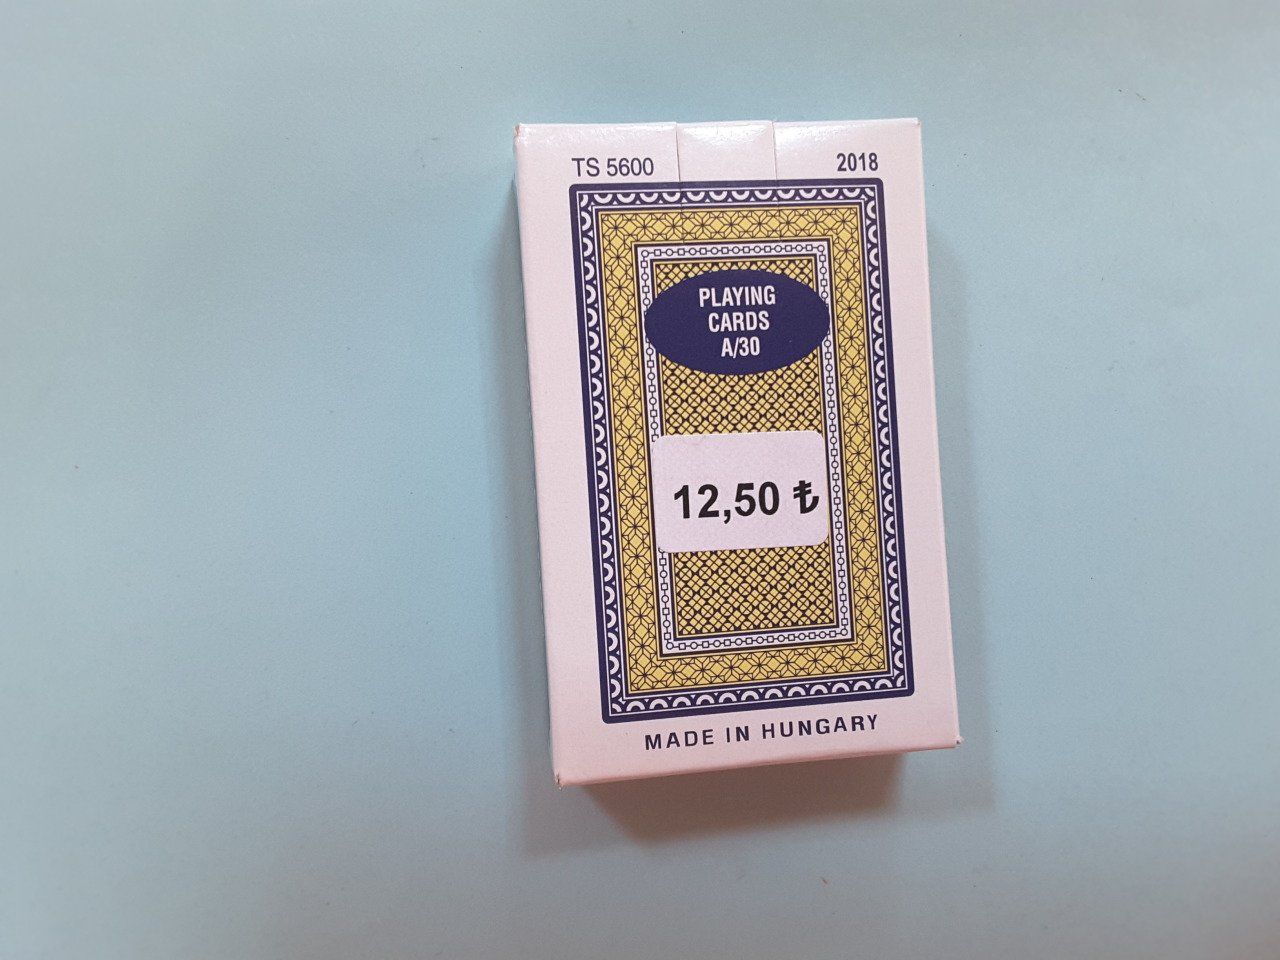 TS 5600
2018
PLAYING
CARDS
A/30
12,50 ₺
MADE IN HUNGARY